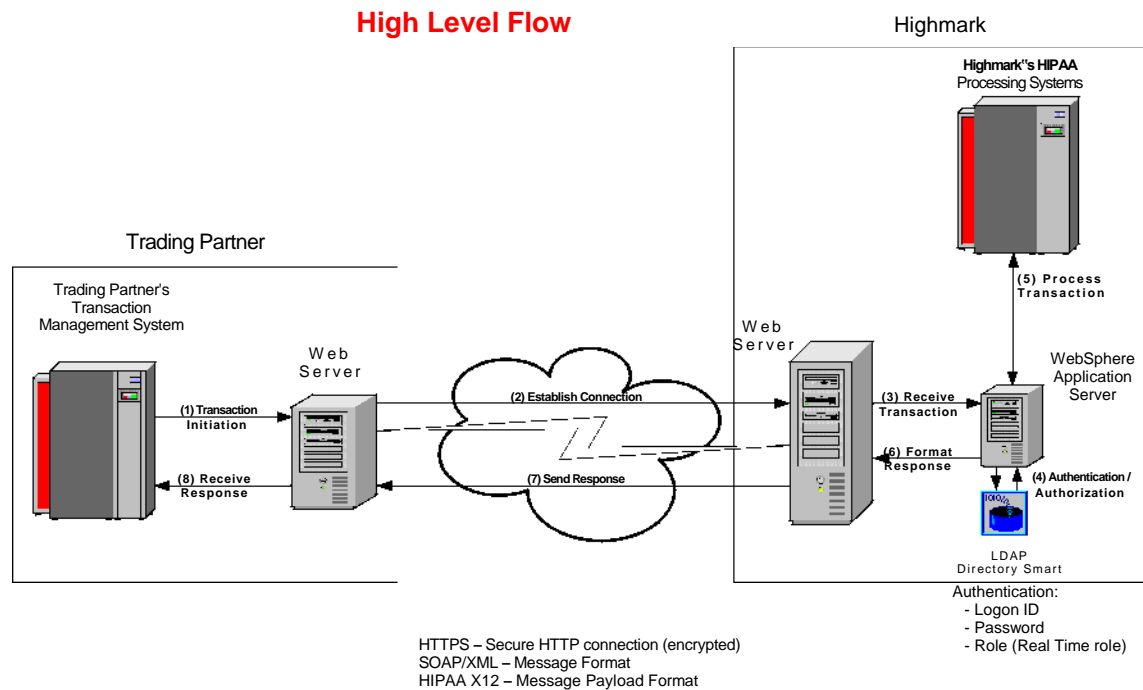 High Level Flow
Highmark
Highmark"s HIPAA
Processing Systems
Trading Partner
Trading Partner's
Transaction
Management System
Web
Server
Web
Server
(5) Process
Transaction
WebSphere
Application
Server
(1) Transaction
Initiation
(2) Establish Connection
(3) Receive
Transaction
(6) Format
Response
(8) Receive
Response
(7) Send Response
(4) Authentication /
Authorization
LDAP
Directory Smart
Authentication:
- Logon ID
- Password
- Role (Real Time role)
HTTPS – Secure HTTP connection (encrypted)
SOAP/XML – Message Format
HIPAA X12 – Message Payload Format